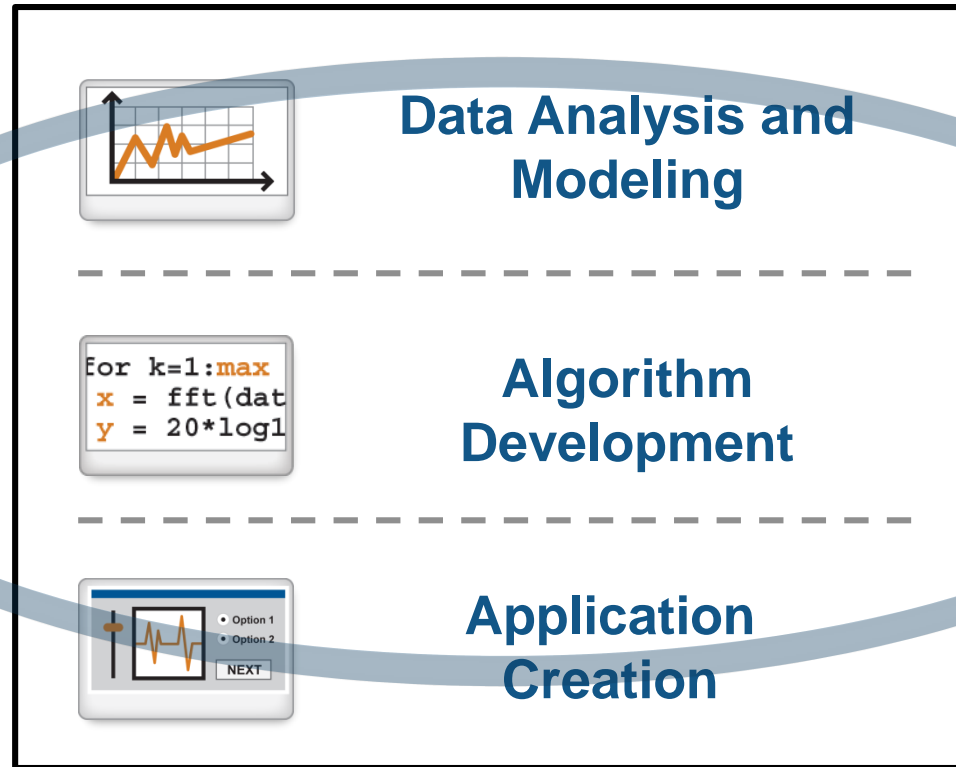 Data Analysis and
Modeling
for k=1:max
x = fft(dat
y = 20*log1
Algorithm
Development
Option 1
Option 2
NEXT
Application
Creation